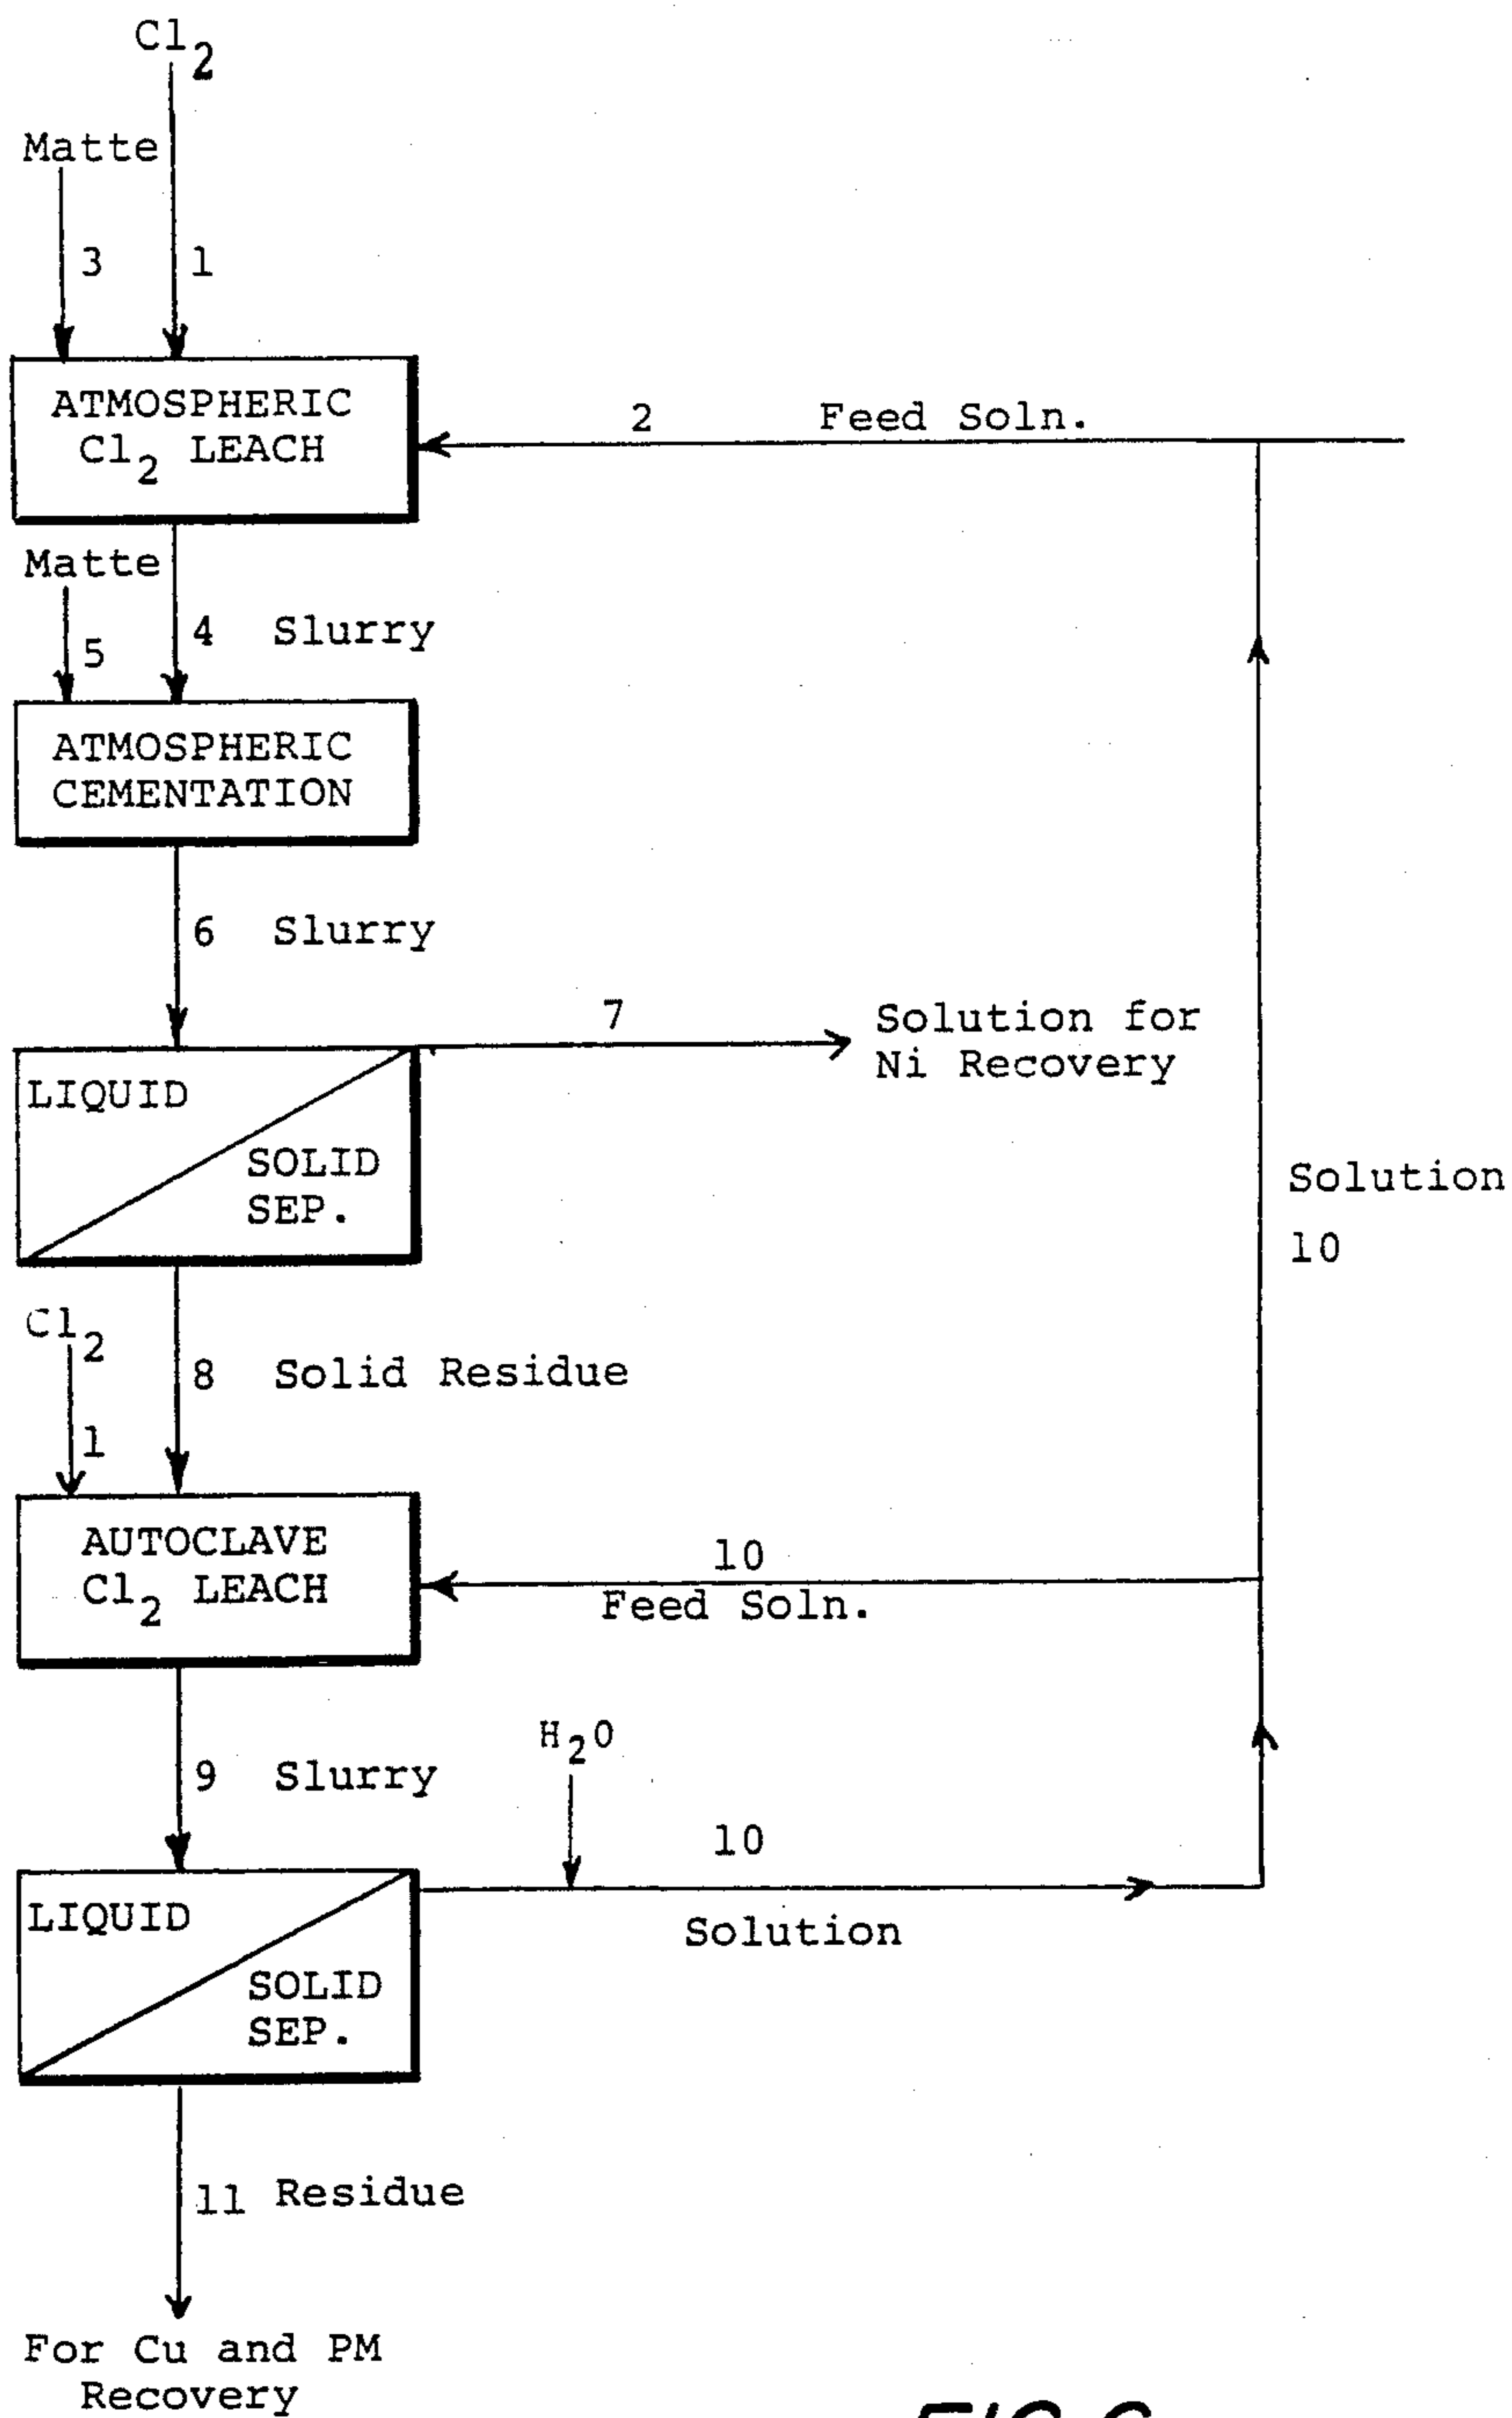 Cl2
Matte
3
1
ATMOSPHERIC
Cl2 LEACH
2 Feed Soln.
Matte
4 Slurry
5
ATMOSPHERIC
CEMENTATION
6 Slurry
7
Solution for
Ni Recovery
LIQUID
SOLID
SEP.
Solution
10
Cl2
8 Solid Residue
1
AUTOCLAVE
Cl2 LEACH
10
Feed Soln.
H2O
9 Slurry
10
Solution
LIQUID
SOLID
SEP.
11 Residue
For Cu and PM
Recovery